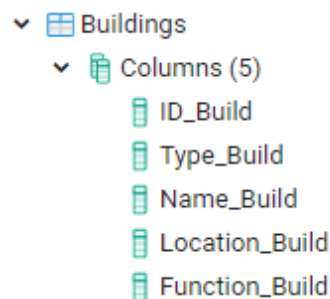 Buildings
Columns (5)
ID_Build
Type_Build
Name_Build
Location_Build
Function_Build